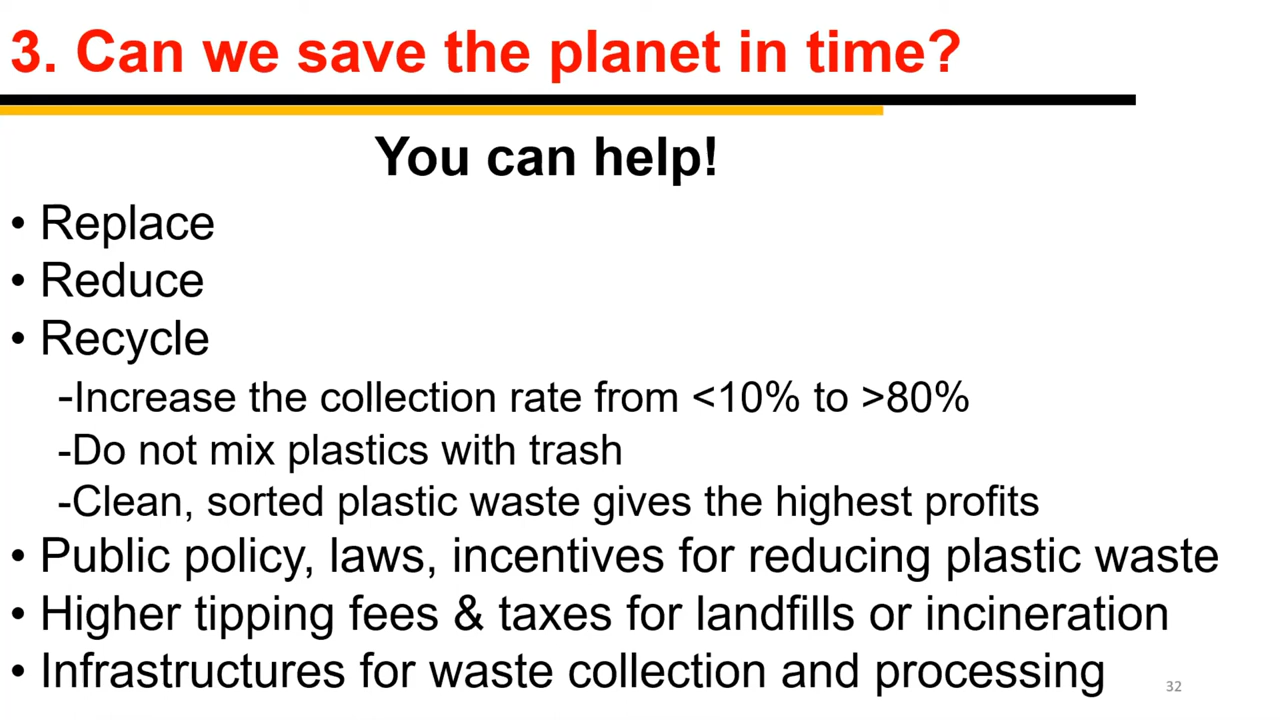 3. Can we save the planet in time?
You can help!
• Replace
• Reduce
• Recycle
-Increase the collection rate from <10% to >80%
-Do not mix plastics with trash
-Clean, sorted plastic waste gives the highest profits
• Public policy, laws, incentives for reducing plastic waste
• Higher tipping fees & taxes for landfills or incineration
• Infrastructures for waste collection and processing
32